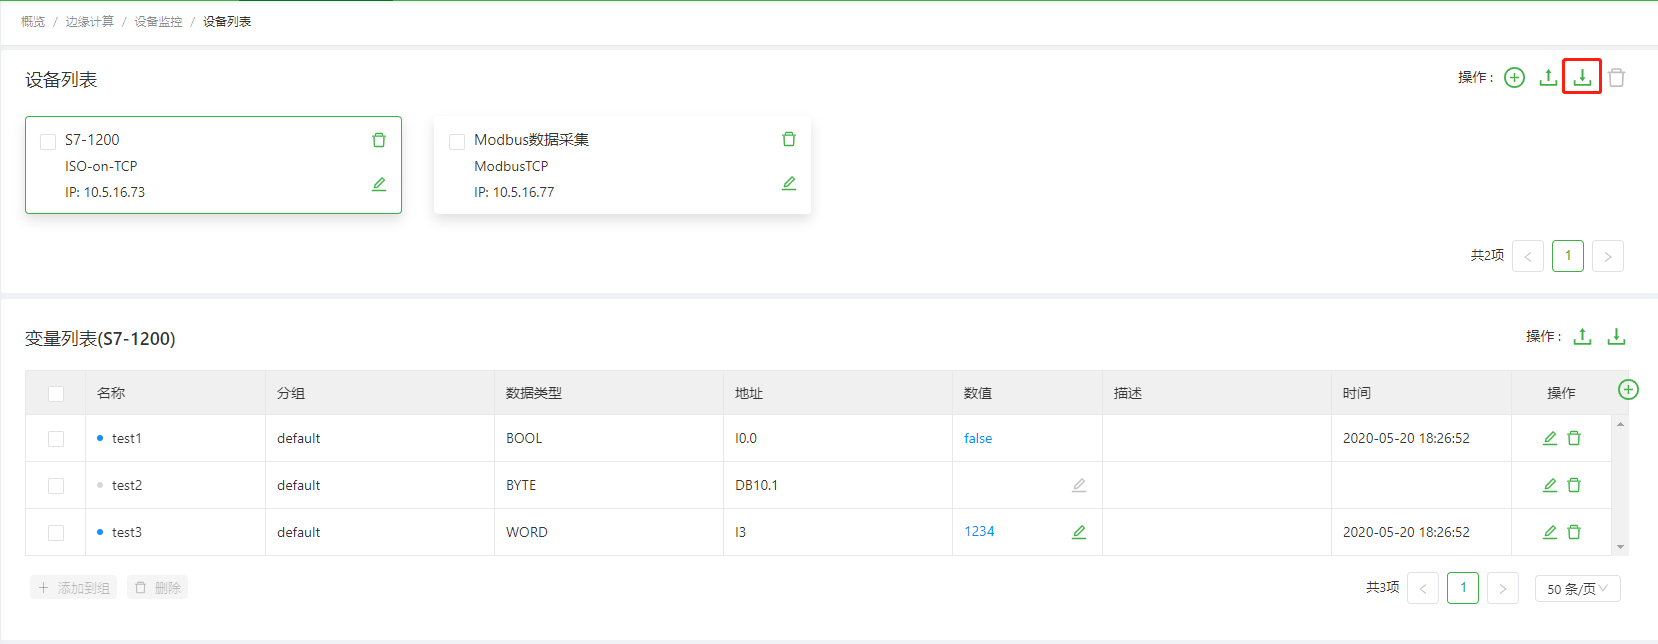 概览 / 边缘计算 / 设备监控 / 设备列表
设备列表
操作 :
S7-1200
ISO-on-TCP
IP: 10.5.16.73
Modbus数据采集
ModbusTCP
IP: 10.5.16.77
共2项 < 1 >
变量列表(S7-1200)
操作 :
名称 分组 数据类型 地址 数值 描述 时间 操作
test1 default BOOL I0.0 false 2020-05-20 18:26:52
test2 default BYTE DB10.1
test3 default WORD I3 1234 2020-05-20 18:26:52
+ 添加到组 删除
共3项 < 1 > 50 条/页